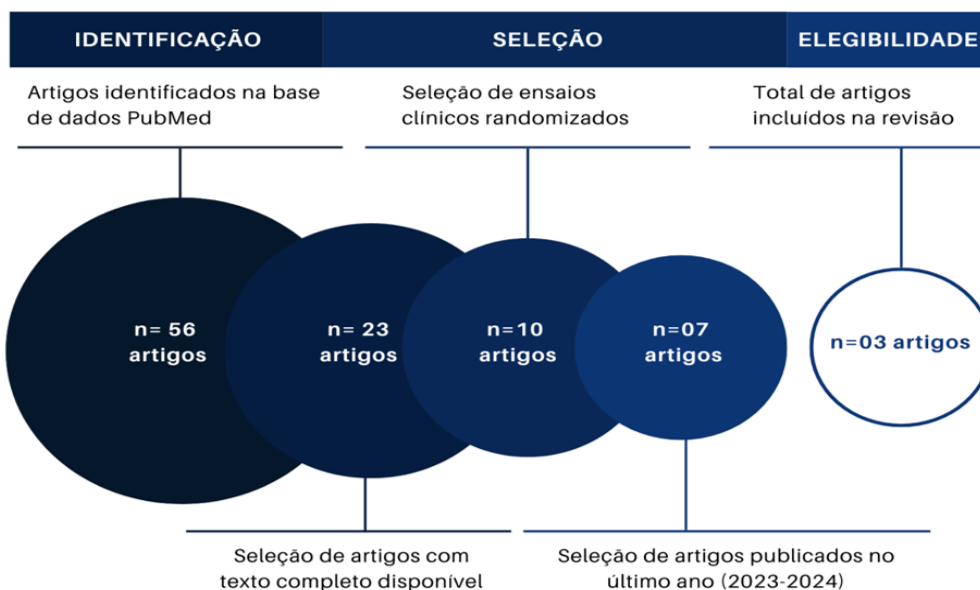 IDENTIFICAÇÃO
SELEÇÃO
ELEGIBILIDADE
Artigos identificados na base
de dados PubMed
Seleção de ensaios
clínicos randomizados
Total de artigos
incluídos na revisão
n= 56
artigos
n= 23
artigos
n=10
artigos
n=07
artigos
n=03 artigos
Seleção de artigos com
texto completo disponível
Seleção de artigos publicados no
último ano (2023-2024)